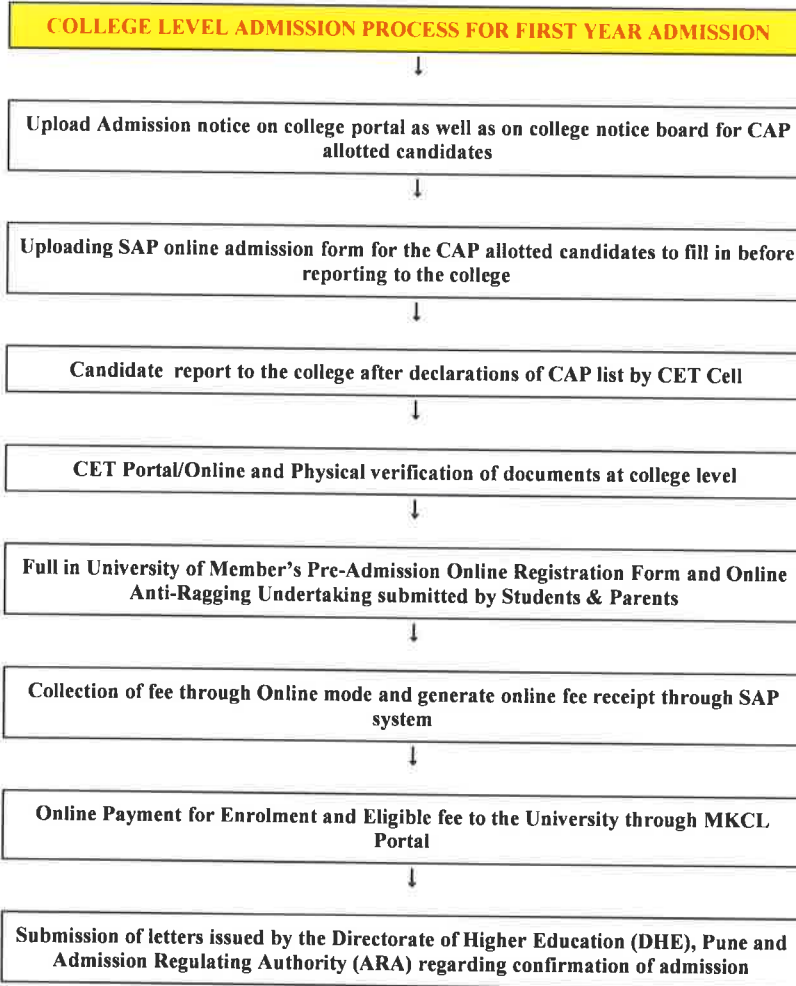 COLLEGE LEVEL ADMISSION PROCESS FOR FIRST YEAR ADMISSION
Upload Admission notice on college portal as well as on college notice board for CAP
allotted candidates
Uploading SAP online admission form for the CAP allotted candidates to fill in before
reporting to the college
Candidate report to the college after declarations of CAP list by CET Cell
CET Portal/Online and Physical verification of documents at college level
Full in University of Member's Pre-Admission Online Registration Form and Online
Anti-Ragging Undertaking submitted by Students & Parents
Collection of fee through Online mode and generate online fee receipt through SAP
system
Online Payment for Enrolment and Eligible fee to the University through MKCL
Portal
Submission of letters issued by the Directorate of Higher Education (DHE), Pune and
Admission Regulating Authority (ARA) regarding confirmation of admission